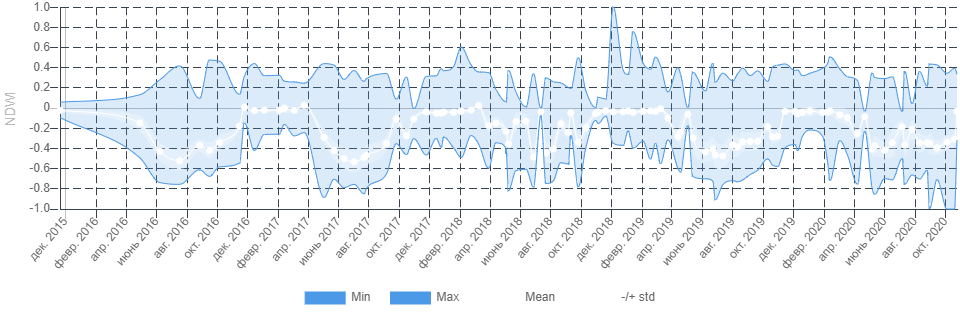 NDWI
1.0
0.8
0.6
0.4
0.2
0
-0.2
-0.4
-0.6
-0.8
-1.0
дек. 2015
февр. 2016
апр. 2016
июнь 2016
авг. 2016
окт. 2016
дек. 2016
февр. 2017
апр. 2017
июнь 2017
авг. 2017
окт. 2017
дек. 2017
февр. 2018
апр. 2018
июнь 2018
авг. 2018
окт. 2018
дек. 2018
февр. 2019
апр. 2019
июнь 2019
авг. 2019
окт. 2019
дек. 2019
февр. 2020
апр. 2020
июнь 2020
авг. 2020
окт. 2020
Min Max Mean -/+ std